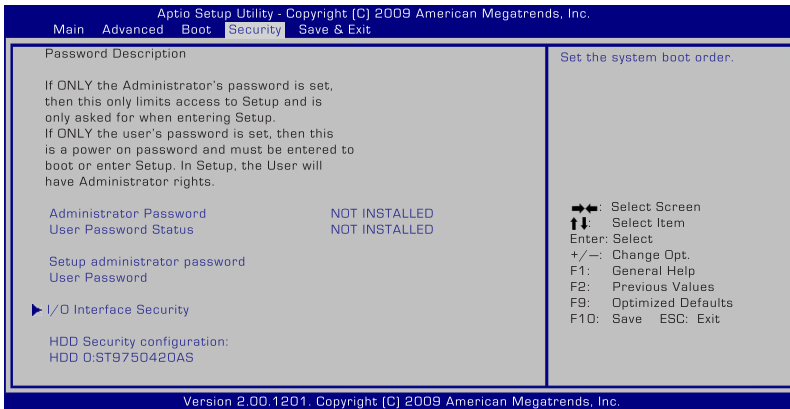 Aptio Setup Utility - Copyright (C) 2009 American Megatrends, Inc.
Main Advanced Boot Security Save & Exit
Password Description
If ONLY the Administrator's password is set,
then this only limits access to Setup and is
only asked for when entering Setup.
If ONLY the user's password is set, then this
is a power on password and must be entered to
boot or enter Setup. In Setup, the User will
have Administrator rights.
Administrator Password NOT INSTALLED
User Password Status NOT INSTALLED
Setup administrator password
User Password
I/O Interface Security
HDD Security configuration:
HDD 0:ST9750420AS
Set the system boot order.
→←: Select Screen
↑↓: Select Item
Enter: Select
+/–: Change Opt.
F1: General Help
F2: Previous Values
F9: Optimized Defaults
F10: Save ESC: Exit
Version 2.00.1201. Copyright (C) 2009 American Megatrends, Inc.